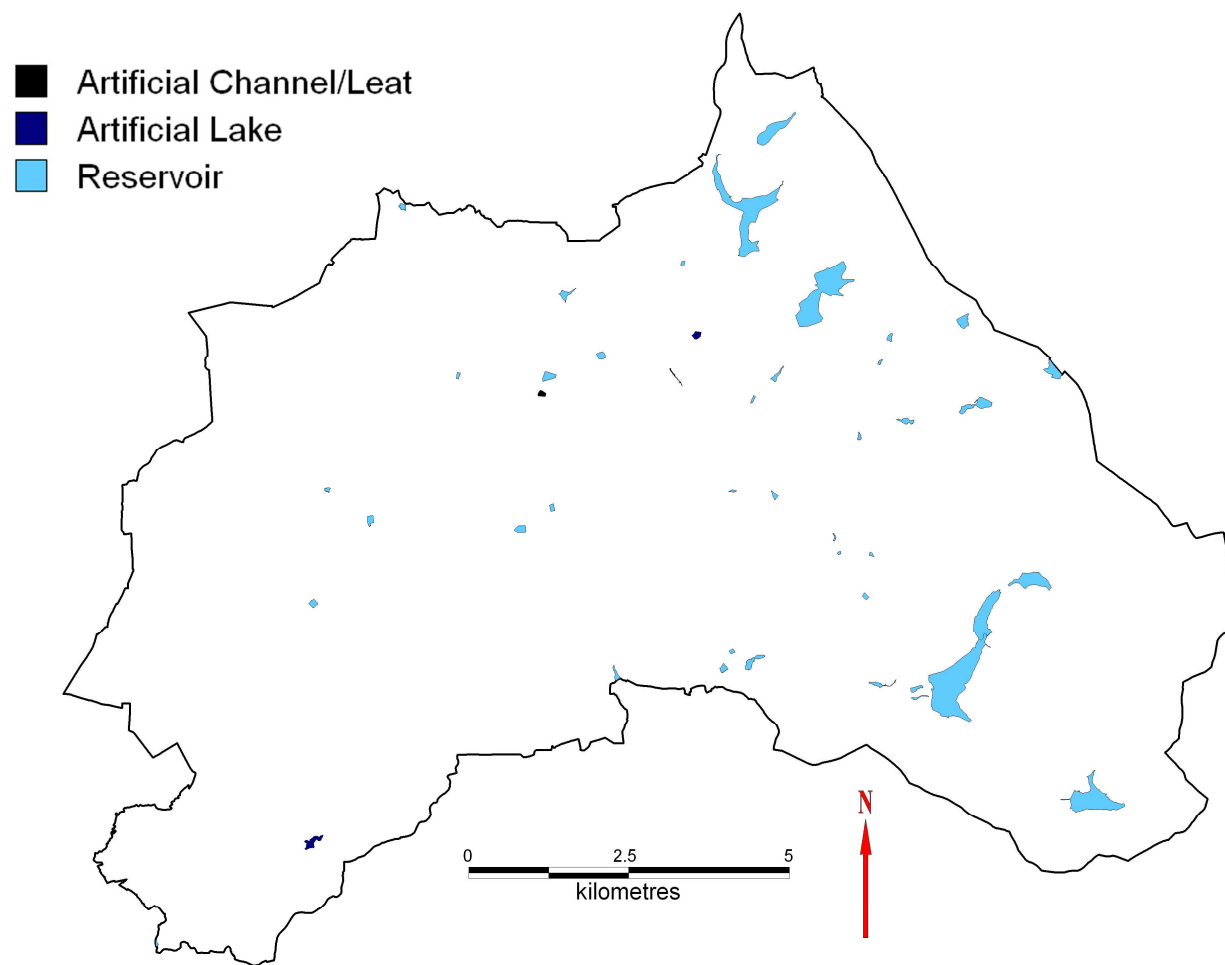 Artificial Channel/Leat
Artificial Lake
Reservoir
N
0 2.5 5
kilometres